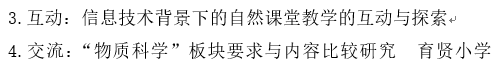 3.互动：信息技术背景下的自然课堂教学的互动与探索
4.交流：“物质科学”板块要求与内容比较研究　育贤小学